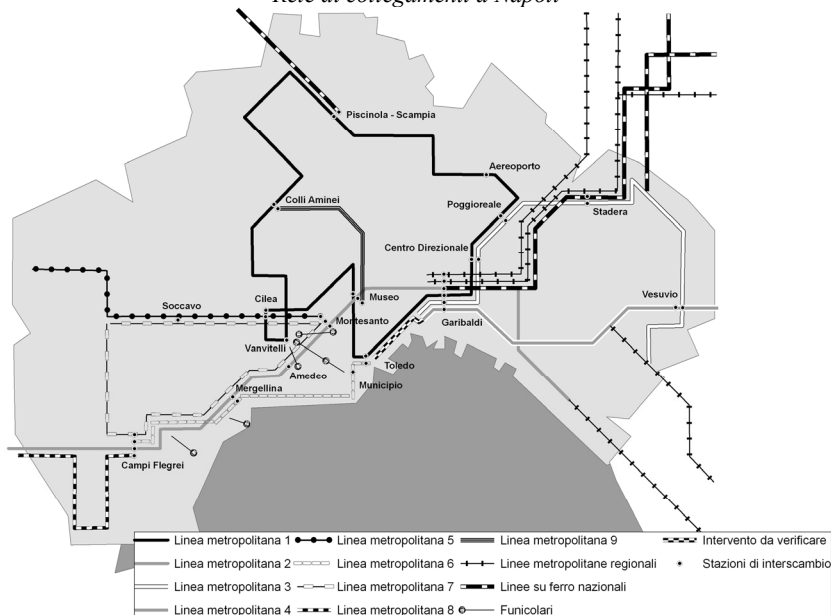 Rete di collegamenti a Napoli
Piscinola - Scampia
Aereoporto
Colli Aminei
Poggioreale
Stadera
Centro Direzionale
Cilea
Museo
Vesuvio
Soccavo
Montesanto
Garibaldi
Vanvitelli
Toledo
Amedeo
Municipio
Mergellina
Campi Flegrei
Linea metropolitana 1 Linea metropolitana 5 Linea metropolitana 9 Intervento da verificare
Linea metropolitana 2 Linea metropolitana 6 Linee metropolitane regionali Stazioni di interscambio
Linea metropolitana 3 Linea metropolitana 7 Linee su ferro nazionali
Linea metropolitana 4 Linea metropolitana 8 Funicolari